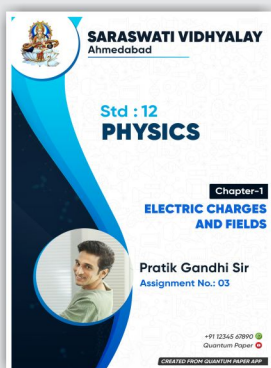 SARASWATI VIDHYALAY
Ahmedabad
Std : 12
PHYSICS
Chapter-1
ELECTRIC CHARGES
AND FIELDS
Pratik Gandhi Sir
Assignment No.: 03
+91 12345 67890
Quantum Paper
CREATED FROM QUANTUM PAPER APP